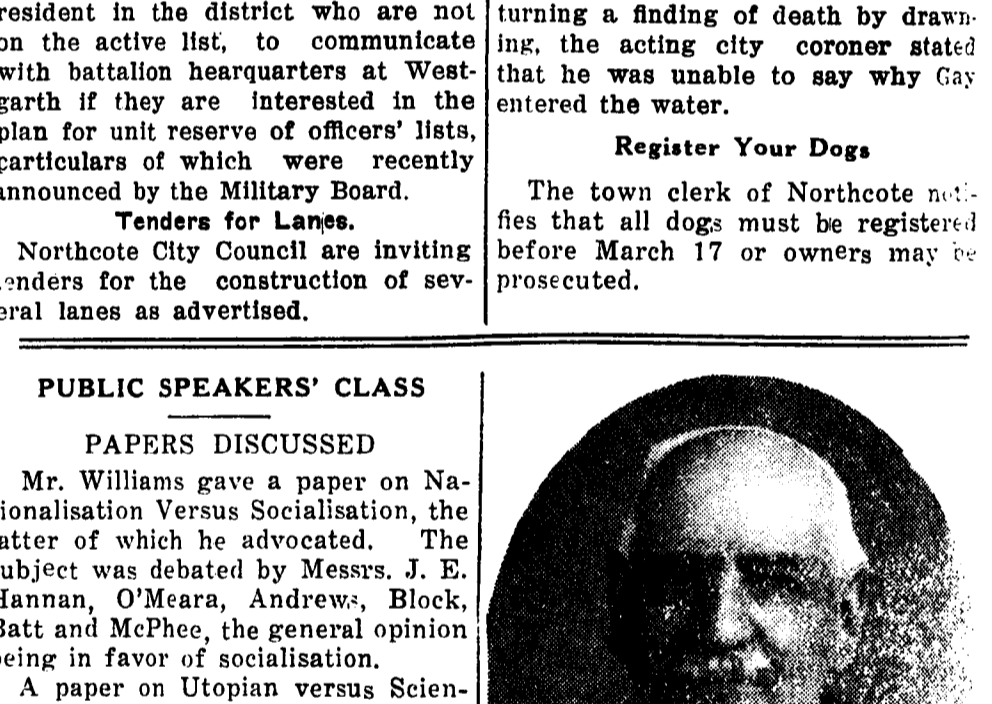 resident in the district who are not
on the active list, to communicate
with battalion hearquarters at West-
garth if they are interested in the
plan for unit reserve of officers' lists,
particulars of which were recently
announced by the Military Board.
Tenders for Lanes.
Northcote City Council are inviting
tenders for the construction of sev-
eral lanes as advertised.
turning a finding of death by drawn-
ing, the acting city coroner stated
that he was unable to say why Gay
entered the water.
Register Your Dogs
The town clerk of Northcote noti-
fies that all dogs must be registered
before March 17 or owners may be
prosecuted.
PUBLIC SPEAKERS' CLASS
PAPERS DISCUSSED
Mr. Williams gave a paper on Na-
ionalisation Versus Socialisation, the
atter of which he advocated. The
ubject was debated by Messrs. J. E.
Hannan, O'Meara, Andrews, Block,
Batt and McPhee, the general opinion
being in favor of socialisation.
A paper on Utopian versus Scien-